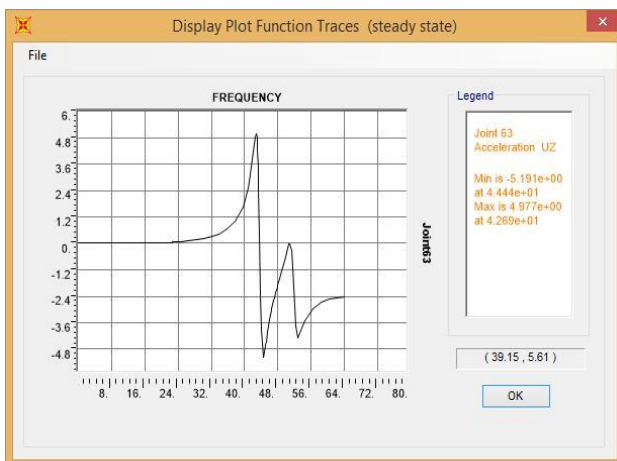 Display Plot Function Traces (steady state)
x
File
FREQUENCY
6.
4.8
3.6
2.4
1.2
0.
-1.2
-2.4
-3.6
-4.8
8. 16. 24. 32. 40. 48. 56. 64. 72. 80.
Joint63
Legend
Joint 63
Acceleration UZ
Min is -5.191e+00
at 4.444e+01
Max is 4.977e+00
at 4.269e+01
( 39.15 , 5.61 )
OK